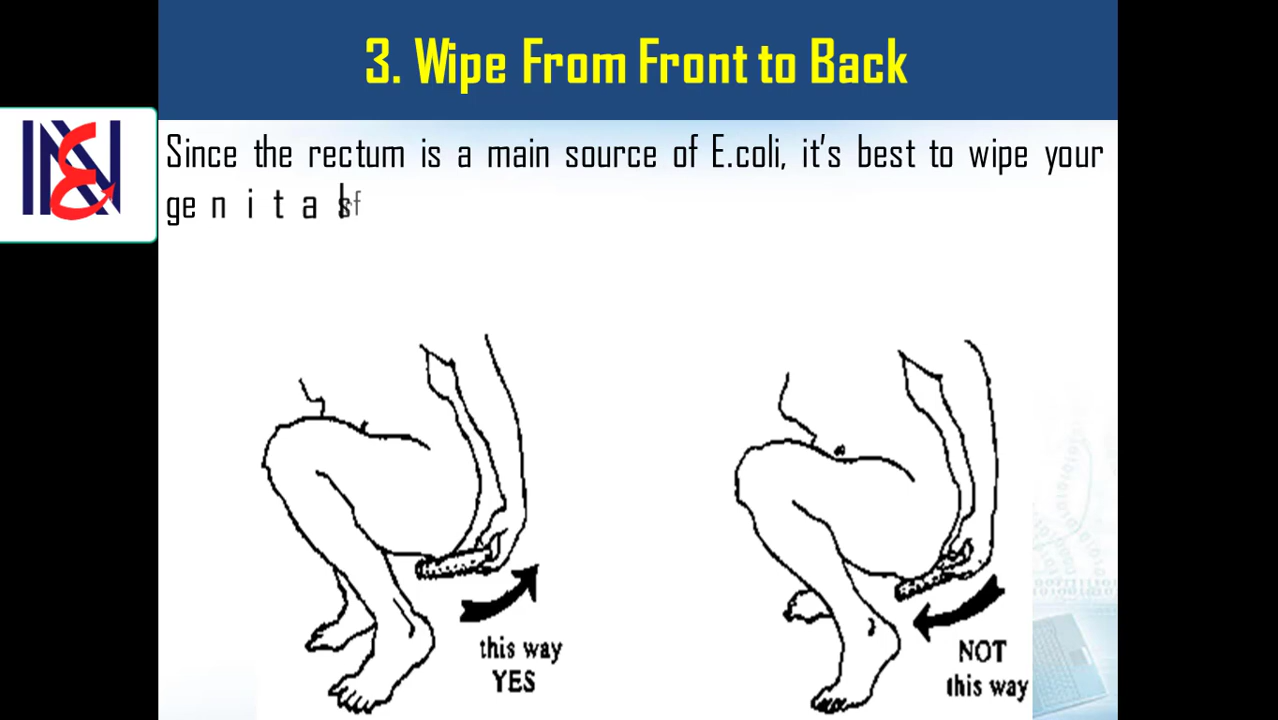 3. Wipe From Front to Back
Since the rectum is a main source of E.coli, it's best to wipe your
genitals f
this way
YES
NOT
this way